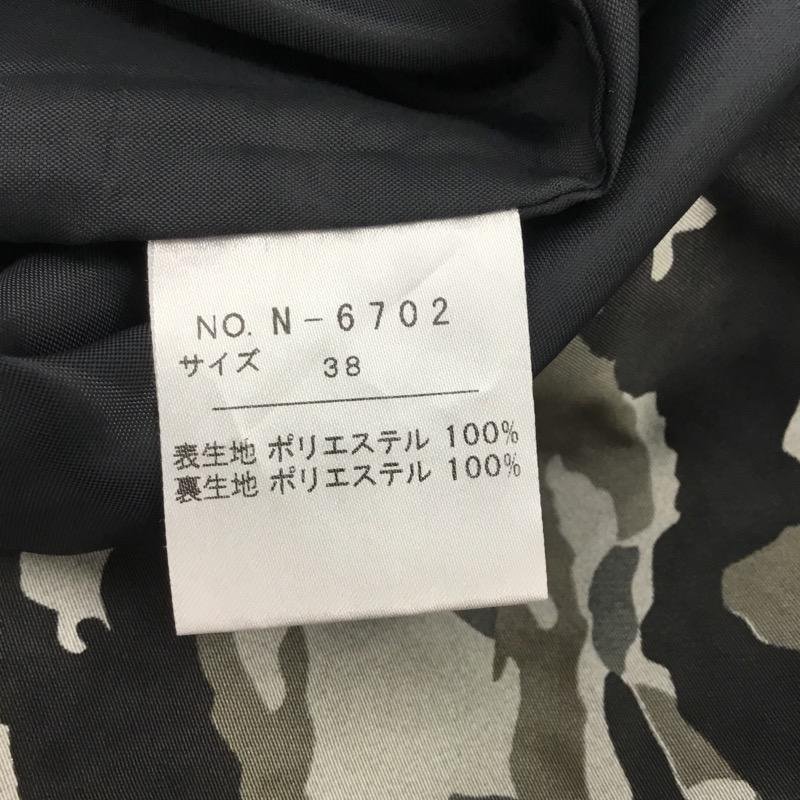 NO. N-6702
サイズ 38
表生地 ポリエステル 100%
裏生地 ポリエステル 100%